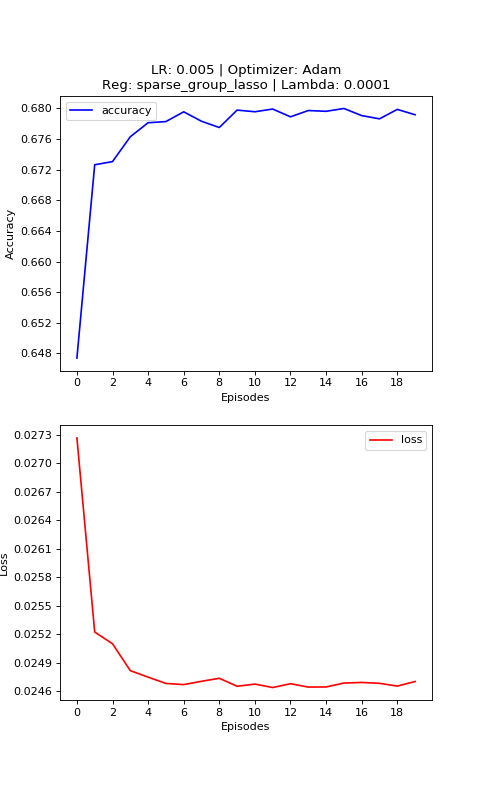 LR: 0.005 | Optimizer: Adam
Reg: sparse_group_lasso | Lambda: 0.0001
accuracy
0.680
0.676
0.672
0.668
0.664
0.660
0.656
0.652
0.648
Accuracy
0 2 4 6 8 10 12 14 16 18
Episodes
loss
0.0273
0.0270
0.0267
0.0264
0.0261
0.0258
0.0255
0.0252
0.0249
0.0246
Loss
0 2 4 6 8 10 12 14 16 18
Episodes